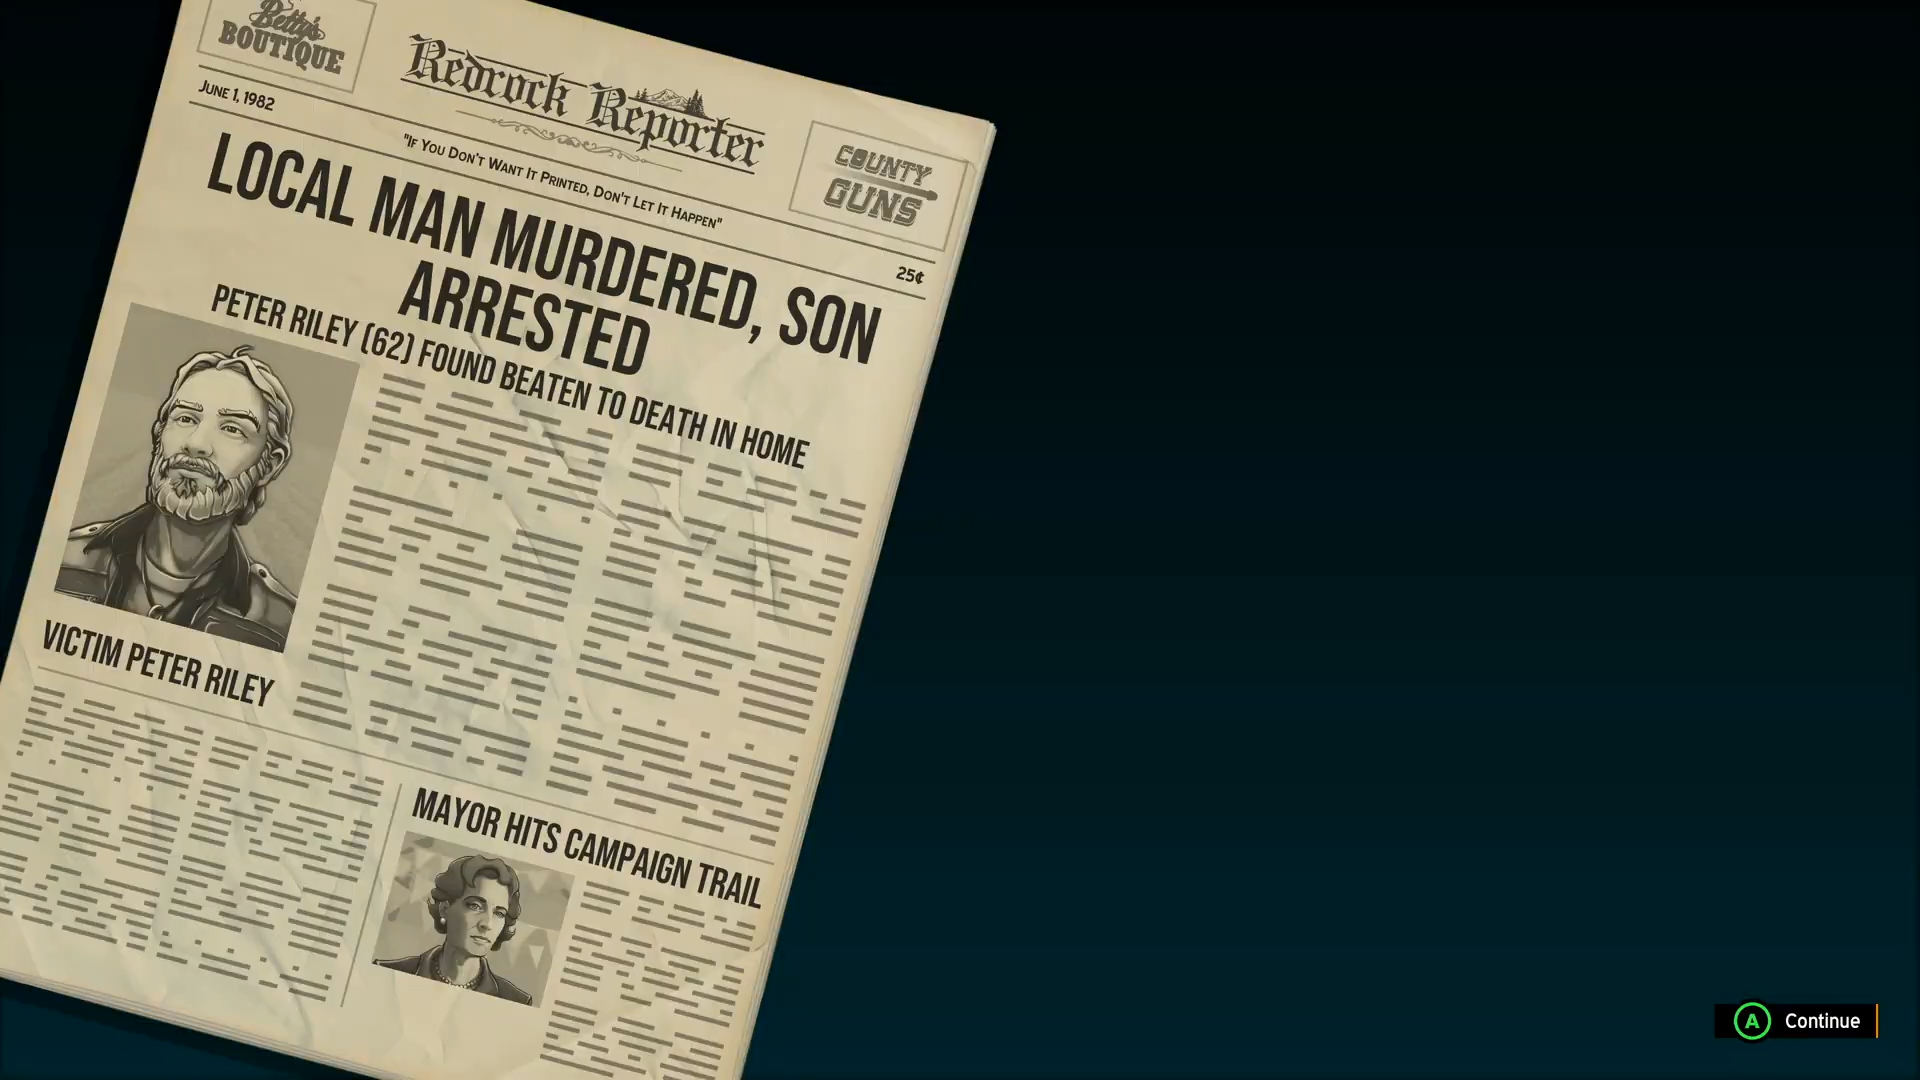 Betty's
BOUTIQUE
Redrock Reporter
COUNTY
GUNS
JUNE 1, 1982
"IF YOU DON'T WANT IT PRINTED, DON'T LET IT HAPPEN"
25¢
LOCAL MAN MURDERED, SON
ARRESTED
PETER RILEY (62) FOUND BEATEN TO DEATH IN HOME
VICTIM PETER RILEY
MAYOR HITS CAMPAIGN TRAIL
A Continue